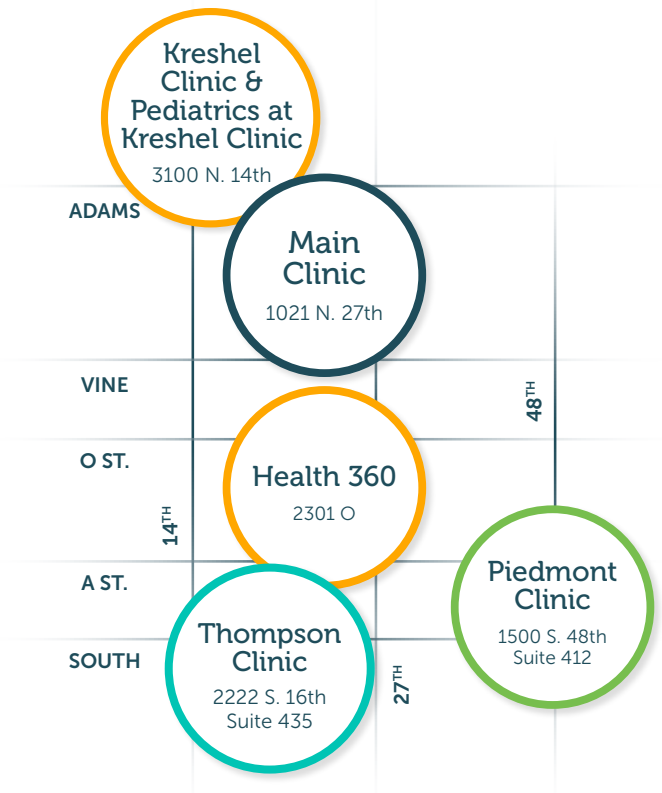 Kreshel
Clinic &
Pediatrics at
Kreshel Clinic
3100 N. 14th
ADAMS
Main
Clinic
1021 N. 27th
VINE
48TH
O ST.
Health 360
2301 O
14TH
A ST.
Piedmont
Clinic
1500 S. 48th
Suite 412
Thompson
Clinic
2222 S. 16th
Suite 435
SOUTH
27TH